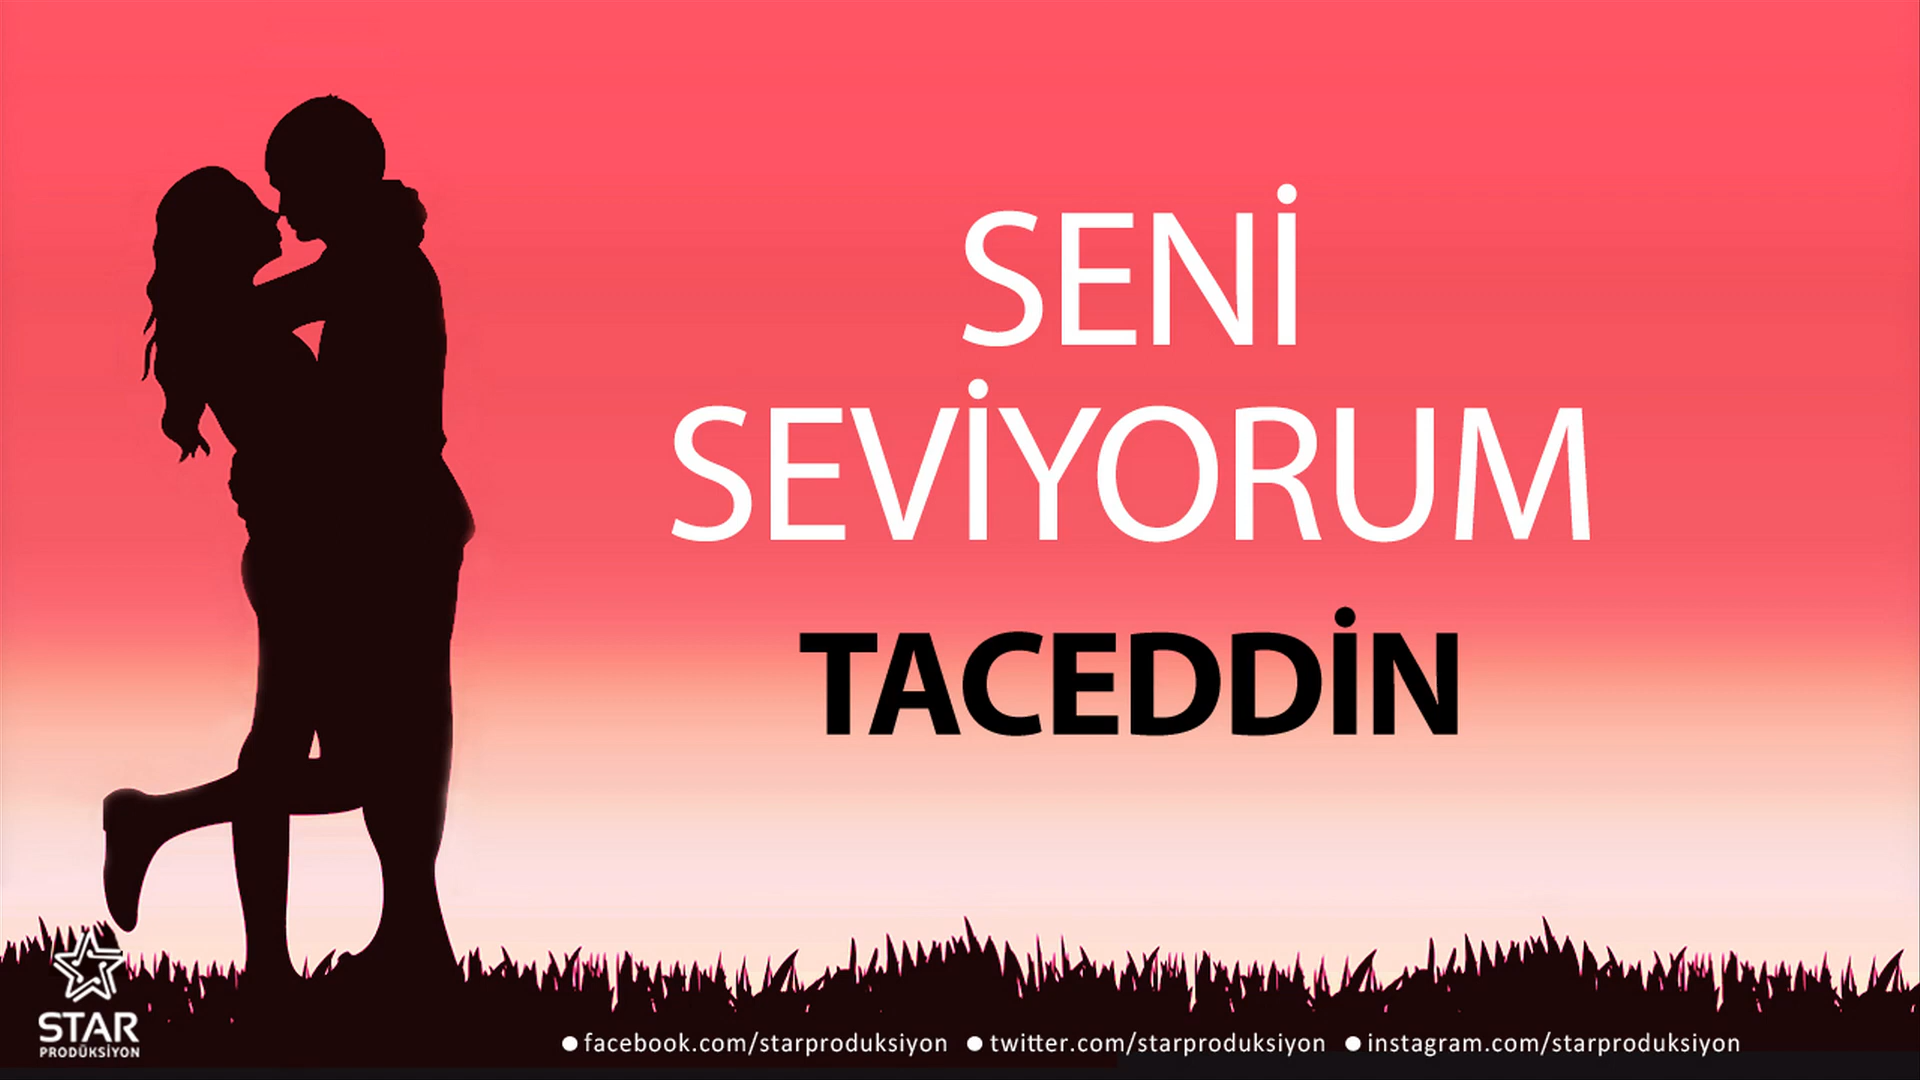 SENİ
SEVİYORUM
TACEDDİN
STAR
PRODÜKSİYON
facebook.com/starproduksiyon twitter.com/starproduksiyon instagram.com/starproduksiyon